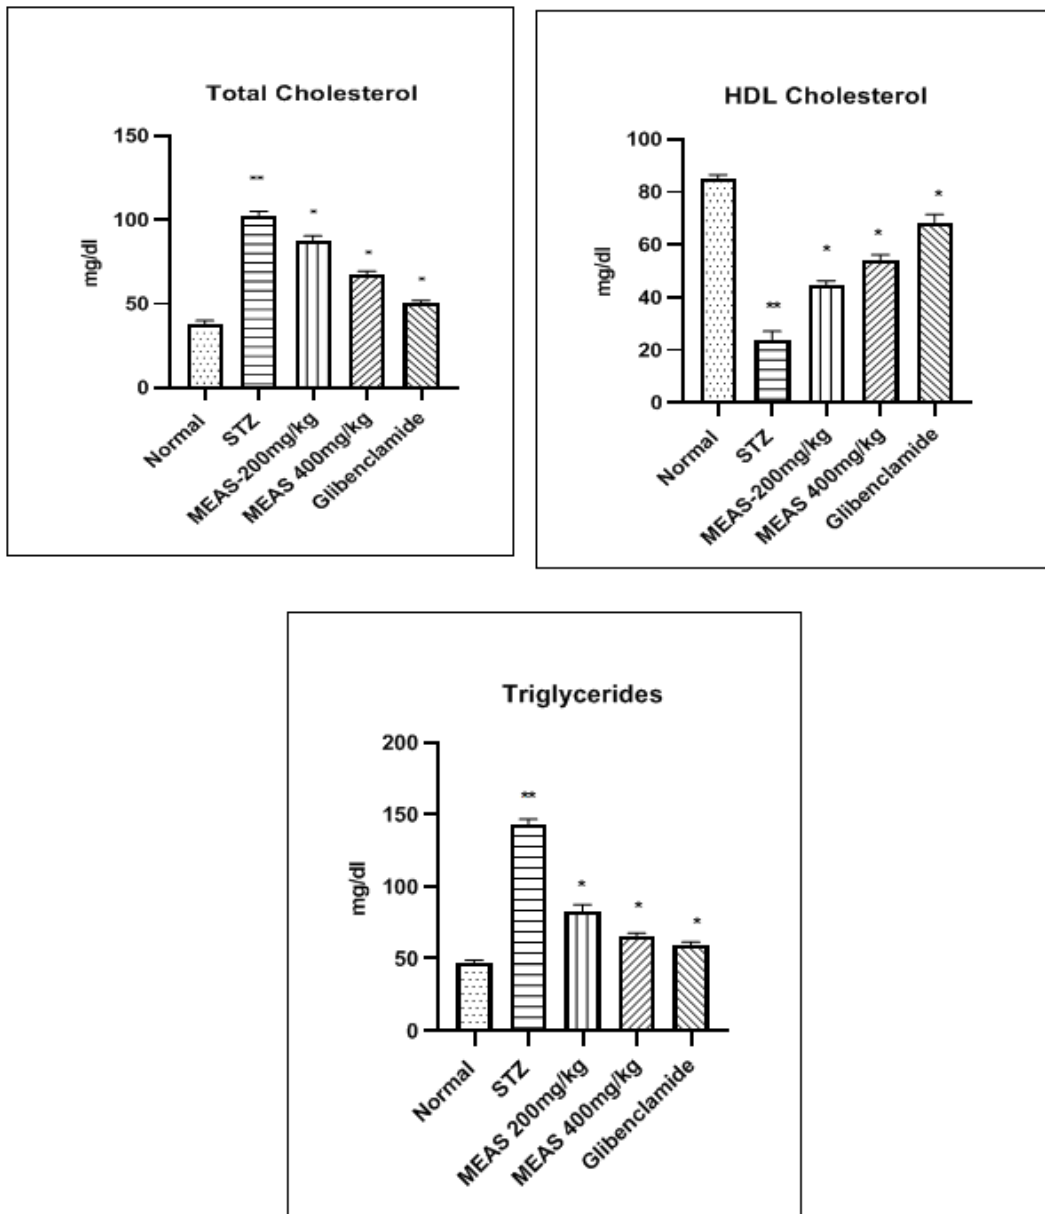 Total Cholesterol
150
100
50
0
mg/dl
**
*
*
*
Normal
STZ
MEAS-200mg/kg
MEAS 400mg/kg
Glibenclamide
HDL Cholesterol
100
80
60
40
20
0
mg/dl
**
*
*
*
Normal
STZ
MEAS-200mg/kg
MEAS 400mg/kg
Glibenclamide
Triglycerides
200
150
100
50
0
mg/dl
**
*
*
*
Normal
STZ
MEAS 200mg/kg
MEAS 400mg/kg
Glibenclamide